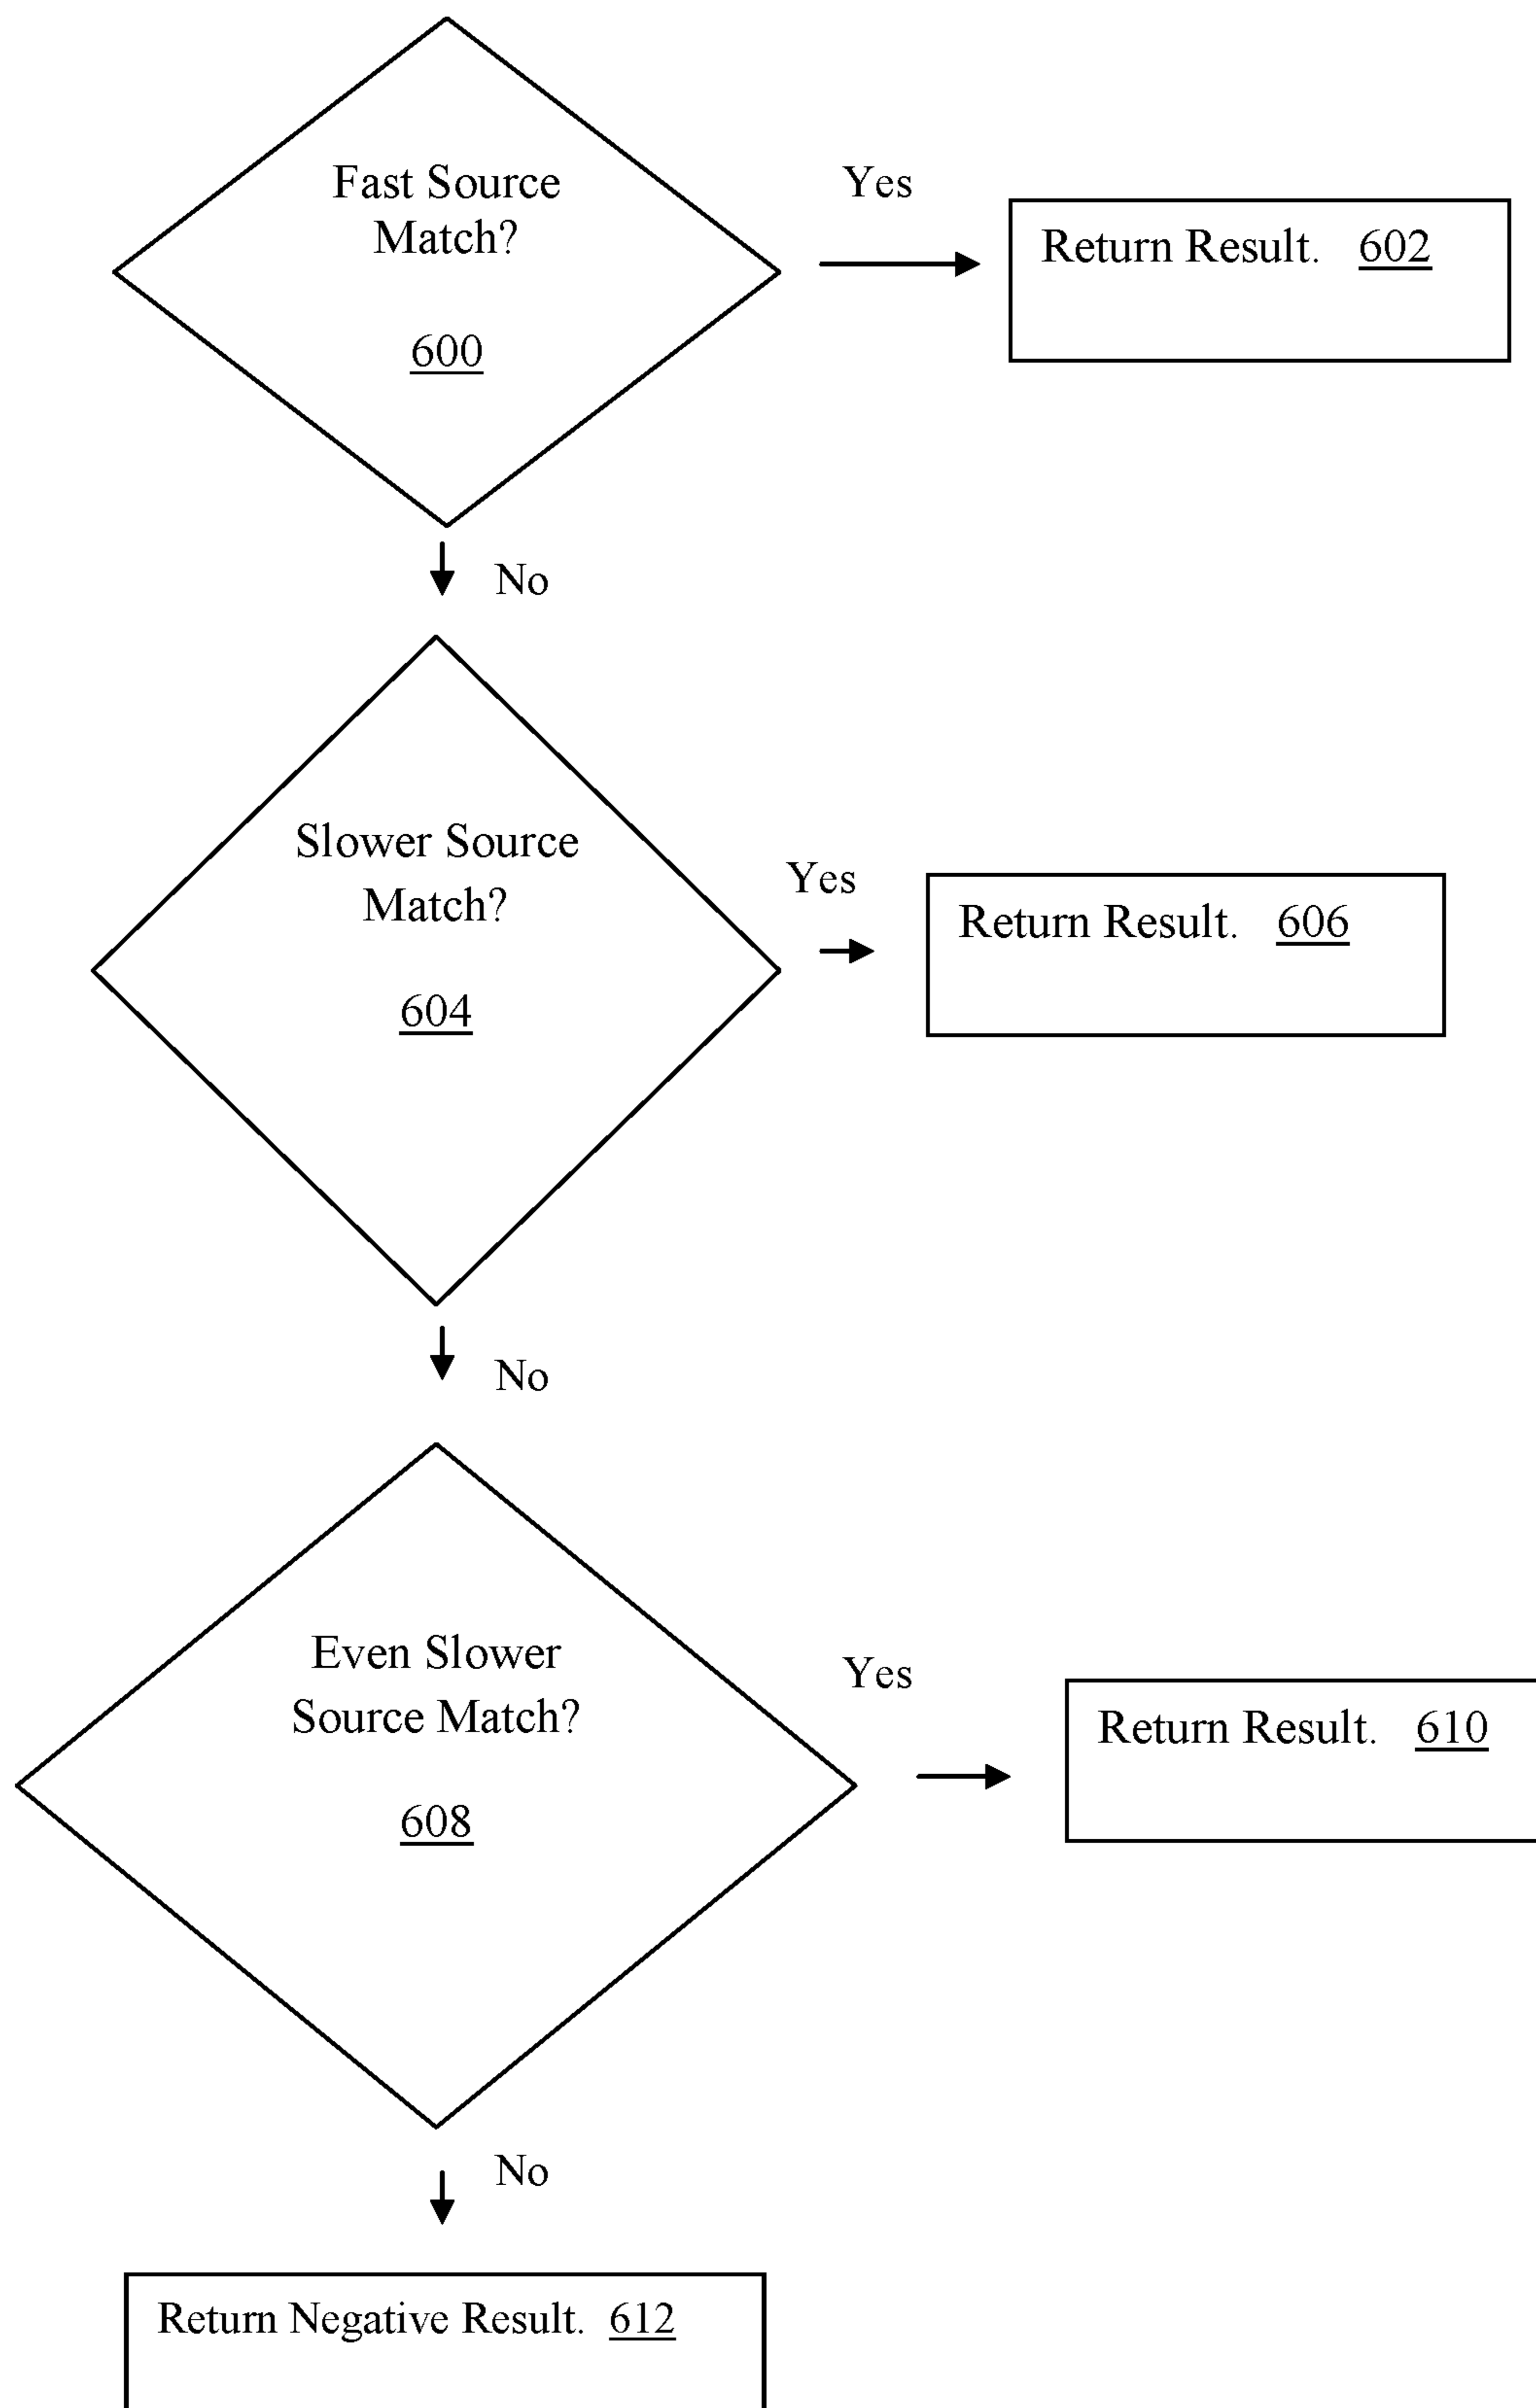 Fast Source
Match?
600
Yes
Return Result. 602
No
Slower Source
Match?
604
Yes
Return Result. 606
No
Even Slower
Source Match?
608
Yes
Return Result. 610
No
Return Negative Result. 612